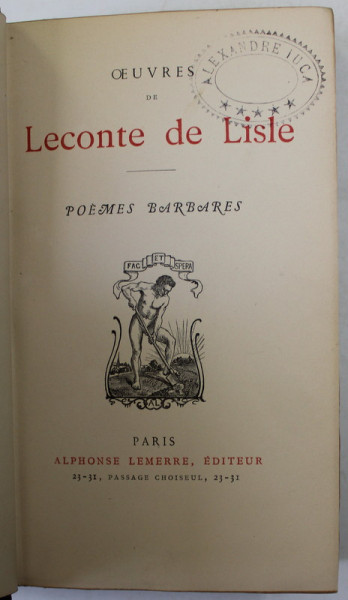 ŒUVRES
DE
Leconte de Lisle
POÈMES BARBARES
ALEXANDRE IUCA
FAC ET SPERA
AL
PARIS
ALPHONSE LEMERRE, ÉDITEUR
23-31, PASSAGE CHOISEUL, 23-31